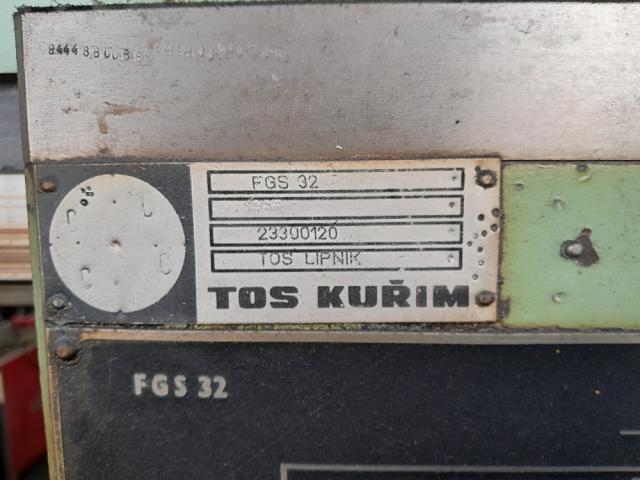 FGS 32
23300120
TOS LIPNIK
TOS KUŘIM
FGS 32